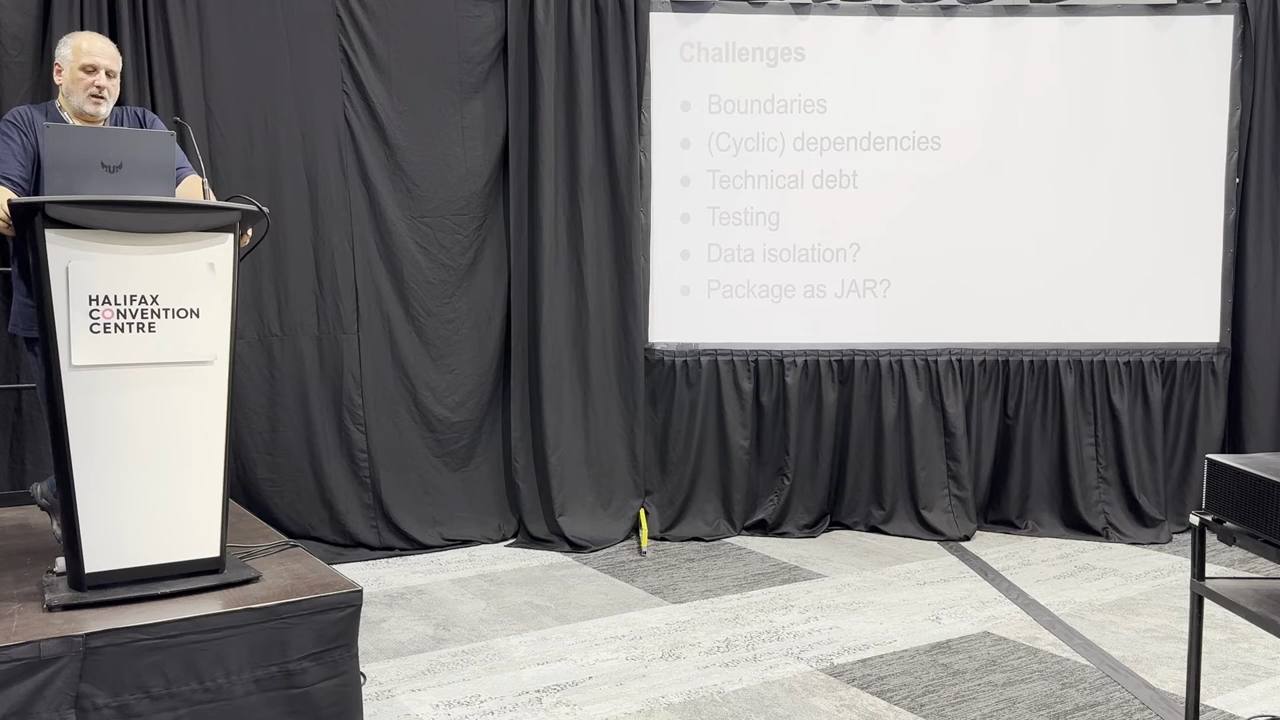 Challenges
Boundaries
(Cyclic) dependencies
Technical debt
Testing
Data isolation?
Package as JAR?
HALIFAX
CONVENTION
CENTRE